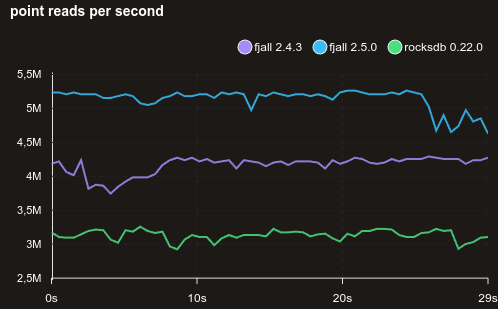 point reads per second
fjall 2.4.3 fjall 2.5.0 rocksdb 0.22.0
5,5M
5M
4,5M
4M
3,5M
3M
2,5M
0s 10s 20s 29s